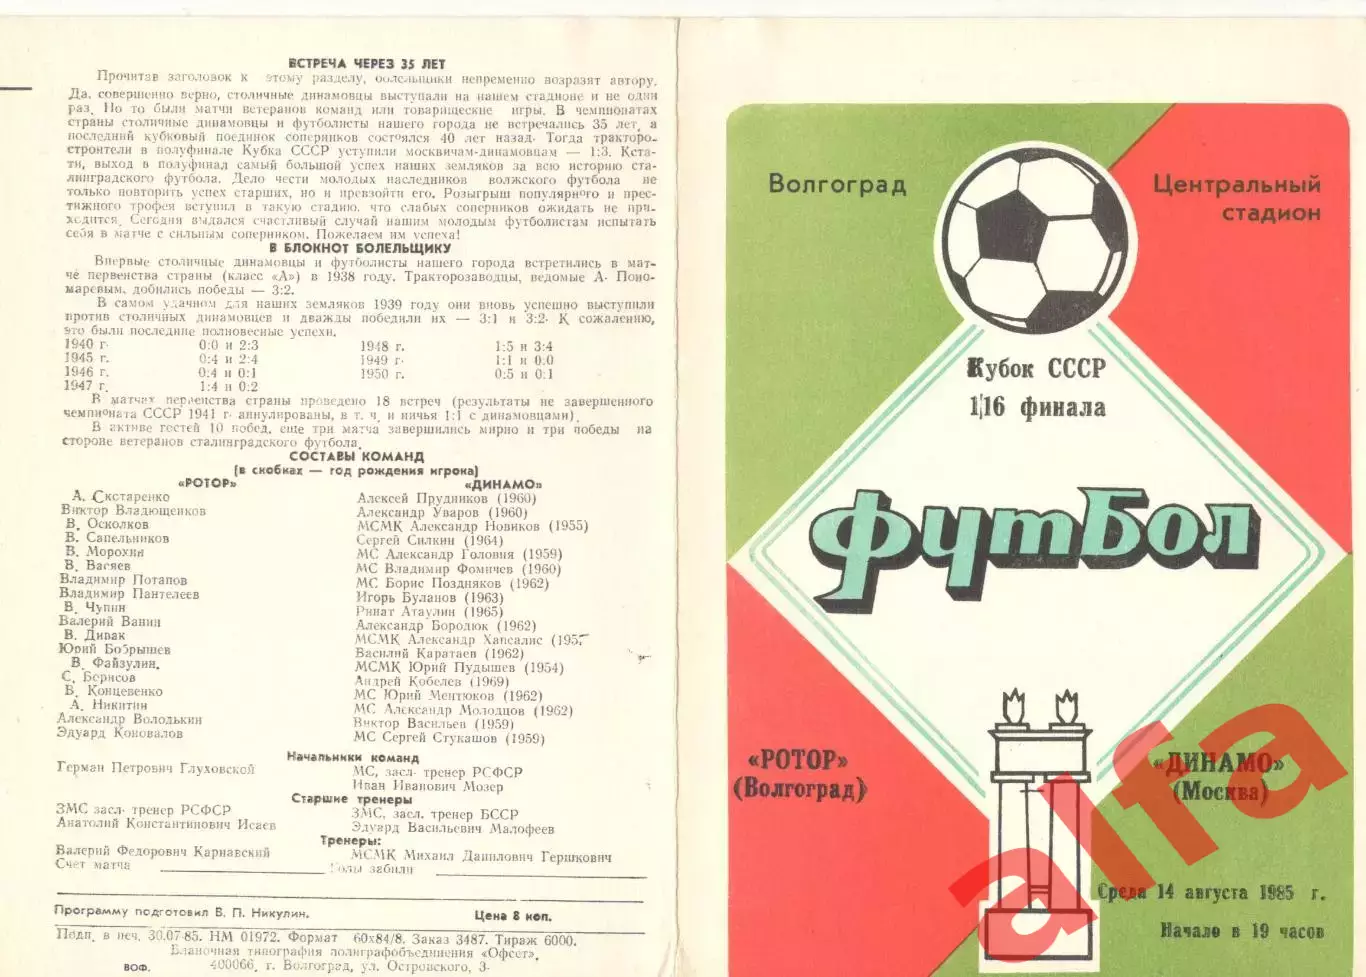 ВСТРЕЧА ЧЕРЕЗ 35 ЛЕТ
Прочитав заголовок к этому разделу, болельщики непременно возразят автору.
Да, совершенно верно, столичные динамовцы выступали на нашем стадионе и не один
раз. Но то были матчи ветеранов команд или товарищеские игры. В чемпионатах
страны столичные динамовцы и футболисты нашего города не встречались 35 лет, а
последний кубковый поединок соперников состоялся 40 лет назад. Тогда тракторо-
строители в полуфинале Кубка СССР уступили москвичам-динамовцам — 1:3. Кста-
ти, выход в полуфинал самый большой успех наших земляков за всю историю ста-
линградского футбола. Дело чести молодых наследников волжского футбола не
только повторить успех старших, но и превзойти его. Розыгрыш популярного и прес-
тижного трофея вступил в такую стадию, что слабых соперников ожидать не при-
ходится. Сегодня выдался счастливый случай нашим молодым футболистам испытать
себя в матче с сильным соперником. Пожелаем им успеха!
В БЛОКНОТ БОЛЕЛЬЩИКУ
Впервые столичные динамовцы и футболисты нашего города встретились в мат-
че первенства страны (класс «А») в 1938 году. Тракторозаводцы, ведомые А. Поно-
маревым, добились победы — 3:2.
В самом удачном для наших земляков 1939 году они вновь успешно выступили
против столичных динамовцев и дважды победили их — 3:1 и 3:2. К сожалению,
это были последние полновесные успехи.
1940 г. 0:0 и 2:3 1948 г. 1:5 и 3:4
1945 г. 0:4 и 2:4 1949 г. 1:1 и 0:0
1946 г. 0:4 и 0:1 1950 г. 0:5 и 0:1
1947 г. 1:4 и 0:2
В матчах первенства страны проведено 18 встреч (результаты не завершенного
чемпионата СССР 1941 г. аннулированы, в т. ч. и ничья 1:1 с динамовцами).
В активе гостей 10 побед, еще три матча завершились мирно и три победы на
стороне ветеранов сталинградского футбола.
СОСТАВЫ КОМАНД
(в скобках — год рождения игрока)
«РОТОР» «ДИНАМО»
А. Скстаренко Алексей Прудников (1960)
Виктор Владющенков Александр Уваров (1960)
В. Осколков МСМК Александр Новиков (1955)
В. Сапельников Сергей Силкин (1964)
В. Морохин МС Александр Головня (1959)
В. Вагяев МС Владимир Фомичев (1960)
Владимир Потапов МС Борис Поздняков (1962)
Владимир Пантелеев Игорь Буланов (1963)
В. Чупин Ринат Атаулин (1965)
Валерий Ванин Александр Бородюк (1962)
В. Дивак МСМК Александр Хапсалис (195
Юрий Бобрышев Василий Каратаев (1962)
В. Файзулин. МСМК Юрий Пудышев (1954)
С. Борисов Андрей Кобелев (1969)
В. Концевенко МС Юрий Ментюков (1962)
А. Никитин МС Александр Молодцов (1962)
Александр Володькин Виктор Васильев (1959)
Эдуард Коновалов МС Сергей Стукашов (1959)
Начальники команд
Герман Петрович Глуховской МС, засл. тренер РСФСР
Иван Иванович Мозер
Старшие тренеры
ЗМС засл. тренер РСФСР ЗМС, засл. тренер БССР
Анатолий Константинович Исаев Эдуард Васильевич Малофеев
Тренеры:
Валерий Федорович Карнавский МСМК Михаил Данилович Гершкович
Счет матча Голы забили
Программу подготовил В. П. Никулин. Цена 8 коп.
Подп. в печ. 30.07.85. НМ 01972. Формат 60х84/8. Заказ 3487. Тираж 6000.
Бланочная типография полиграфобъединения «Офсет»,
ВОФ. 400066, г. Волгоград, ул. Островского, 3.
Волгоград
Центральный
стадион
Кубок СССР
1/16 финала
футБол
«РОТОР»
(Волгоград)
«ДИНАМО»
(Москва)
Среда 14 августа 1985 г.
Начало в 19 часов
alfa